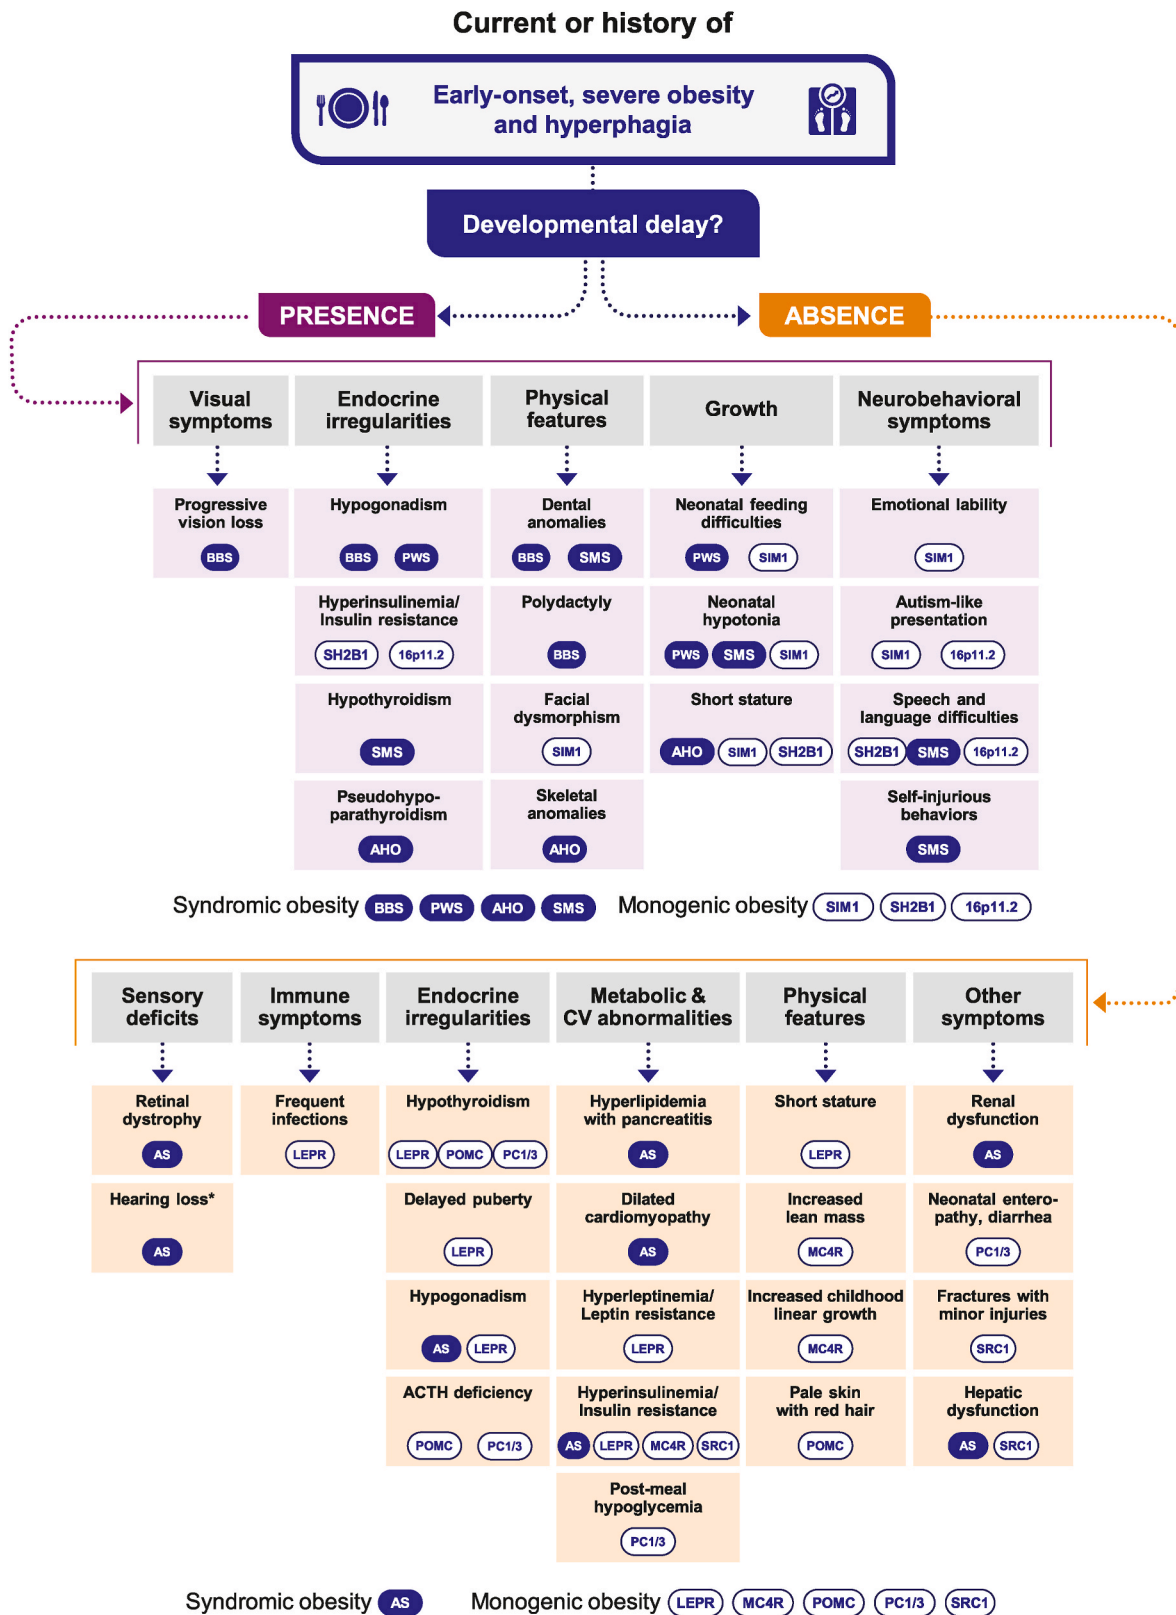 Current or history of
Early-onset, severe obesity
and hyperphagia
Developmental delay?
PRESENCE
ABSENCE
Visual
symptoms
Endocrine
irregularities
Physical
features
Growth
Neurobehavioral
symptoms
Progressive
vision loss
BBS
Hypogonadism
BBS PWS
Dental
anomalies
BBS SMS
Neonatal feeding
difficulties
PWS SIM1
Emotional lability
SIM1
Hyperinsulinemia/
Insulin resistance
SH2B1 16p11.2
Polydactyly
BBS
Neonatal
hypotonia
PWS SMS SIM1
Autism-like
presentation
SIM1 16p11.2
Hypothyroidism
SMS
Facial
dysmorphism
SIM1
Short stature
AHO SIM1 SH2B1
Speech and
language difficulties
SH2B1 SMS 16p11.2
Pseudohypo-
parathyroidism
AHO
Skeletal
anomalies
AHO
Self-injurious
behaviors
SMS
Syndromic obesity BBS PWS AHO SMS Monogenic obesity SIM1 SH2B1 16p11.2
Sensory
deficits
Immune
symptoms
Endocrine
irregularities
Metabolic &
CV abnormalities
Physical
features
Other
symptoms
Retinal
dystrophy
AS
Frequent
infections
LEPR
Hypothyroidism
LEPR POMC PC1/3
Hyperlipidemia
with pancreatitis
AS
Short stature
LEPR
Renal
dysfunction
AS
Hearing loss*
AS
Delayed puberty
LEPR
Dilated
cardiomyopathy
AS
Increased
lean mass
MC4R
Neonatal entero-
pathy, diarrhea
PC1/3
Hypogonadism
AS LEPR
Hyperleptinemia/
Leptin resistance
LEPR
Increased childhood
linear growth
MC4R
Fractures with
minor injuries
SRC1
ACTH deficiency
POMC PC1/3
Hyperinsulinemia/
Insulin resistance
AS LEPR MC4R SRC1
Pale skin
with red hair
POMC
Hepatic
dysfunction
AS SRC1
Post-meal
hypoglycemia
PC1/3
Syndromic obesity AS Monogenic obesity LEPR MC4R POMC PC1/3 SRC1